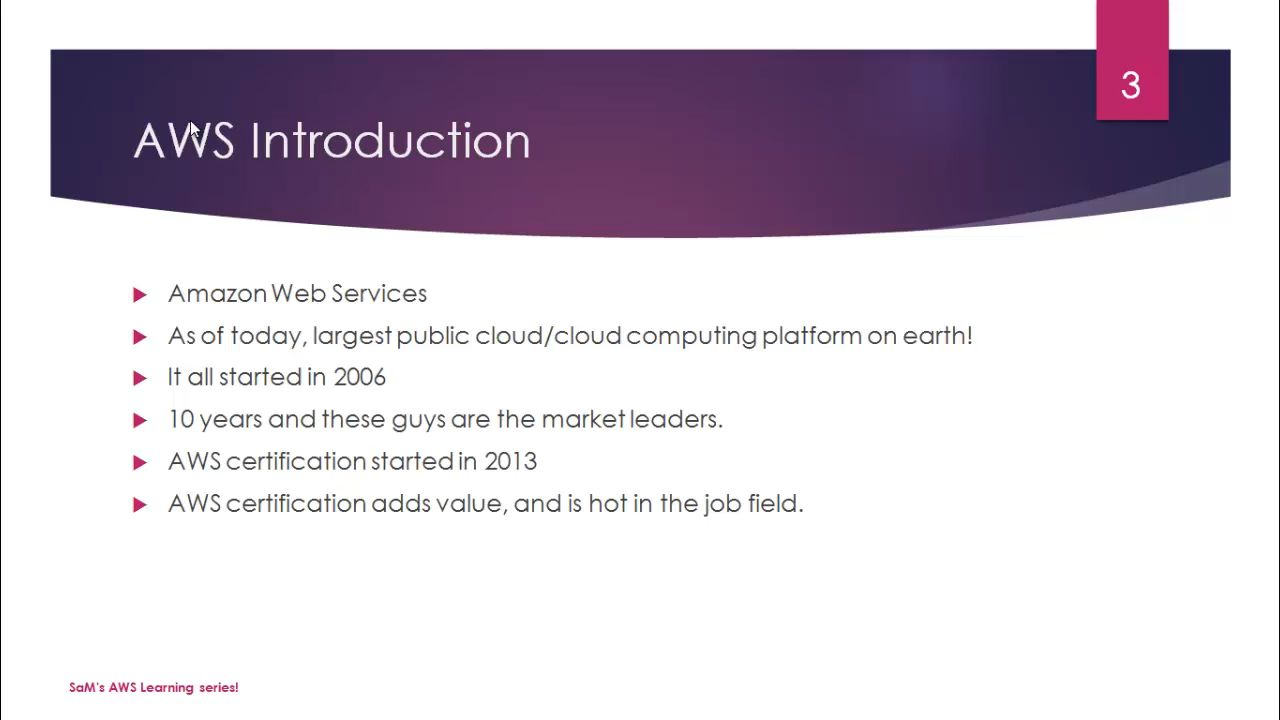 3
AWS Introduction
Amazon Web Services
As of today, largest public cloud/cloud computing platform on earth!
It all started in 2006
10 years and these guys are the market leaders.
AWS certification started in 2013
AWS certification adds value, and is hot in the job field.
SaM's AWS Learning series!